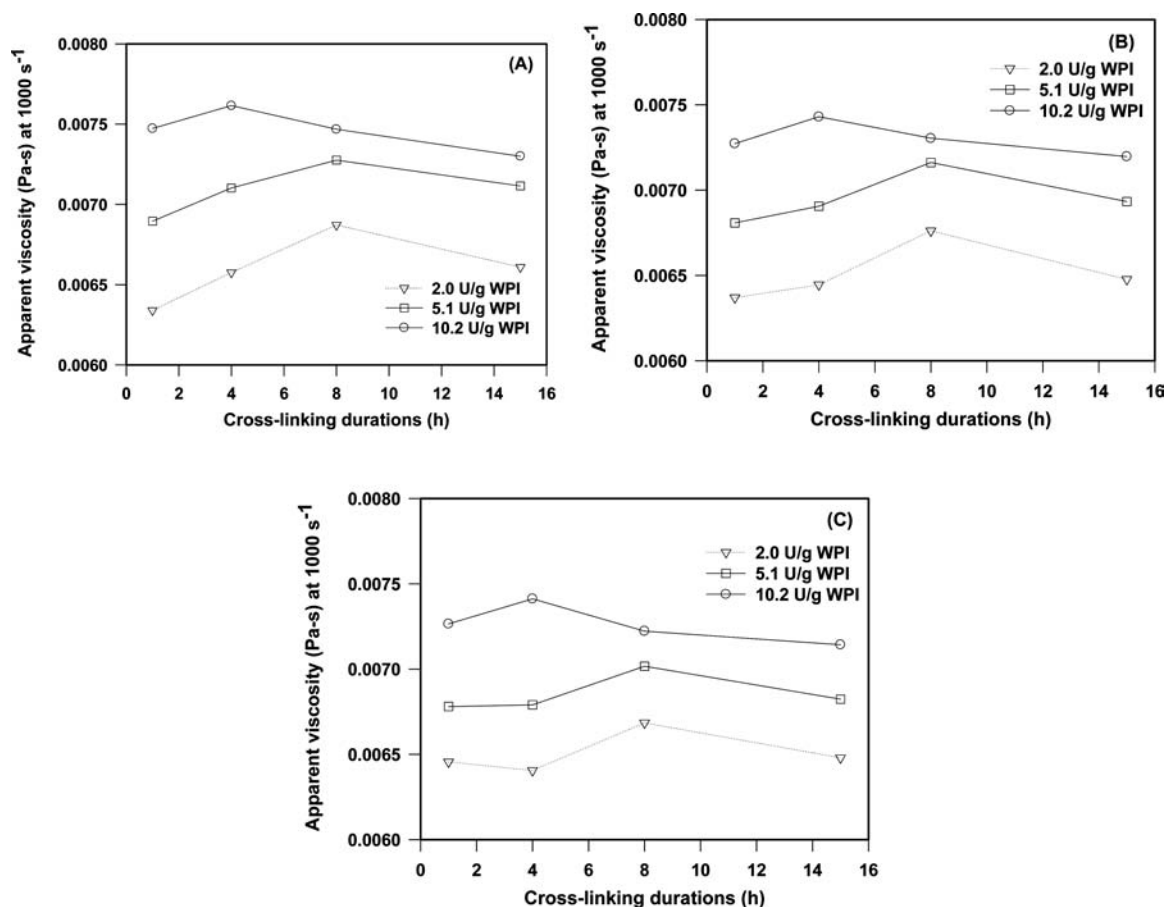 (A)
Apparent viscosity (Pa-s) at 1000 s⁻¹
0.0080
0.0075
0.0070
0.0065
0.0060
2.0 U/g WPI
5.1 U/g WPI
10.2 U/g WPI
0 2 4 6 8 10 12 14 16
Cross-linking durations (h)
(B)
Apparent viscosity (Pa-s) at 1000 s⁻¹
0.0080
0.0075
0.0070
0.0065
0.0060
2.0 U/g WPI
5.1 U/g WPI
10.2 U/g WPI
0 2 4 6 8 10 12 14 16
Cross-linking durations (h)
(C)
Apparent viscosity (Pa-s) at 1000 s⁻¹
0.0080
0.0075
0.0070
0.0065
0.0060
2.0 U/g WPI
5.1 U/g WPI
10.2 U/g WPI
0 2 4 6 8 10 12 14 16
Cross-linking durations (h)